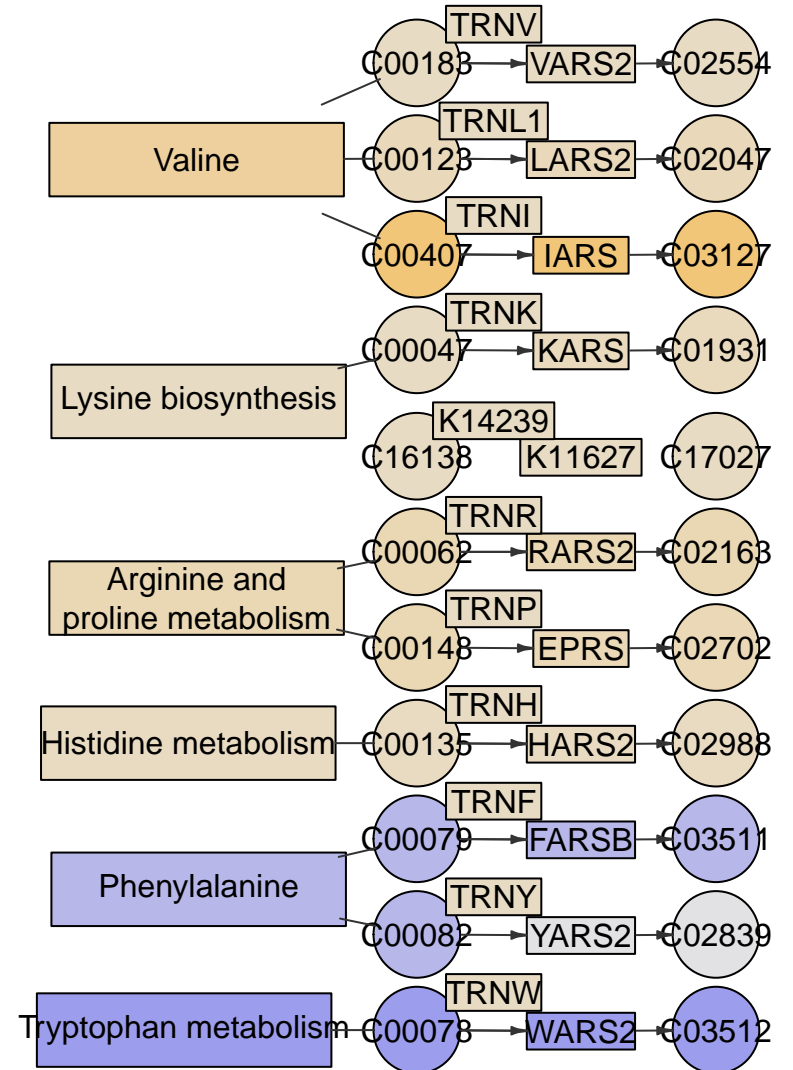 TRNV
C00183
VARS2
C02554
TRNL1
Valine
C00123
LARS2
C02047
TRNI
C00407
IARS
C03127
TRNK
C00047
KARS
C01931
Lysine biosynthesis
K14239
C16138
K11627
C17027
TRNR
C00062
RARS2
C02163
Arginine and
proline metabolism
TRNP
C00148
EPRS
C02702
TRNH
Histidine metabolism
C00135
HARS2
C02988
TRNF
C00079
FARSB
C03511
Phenylalanine
TRNY
C00082
YARS2
C02839
TRNW
Tryptophan metabolism
C00078
WARS2
C03512